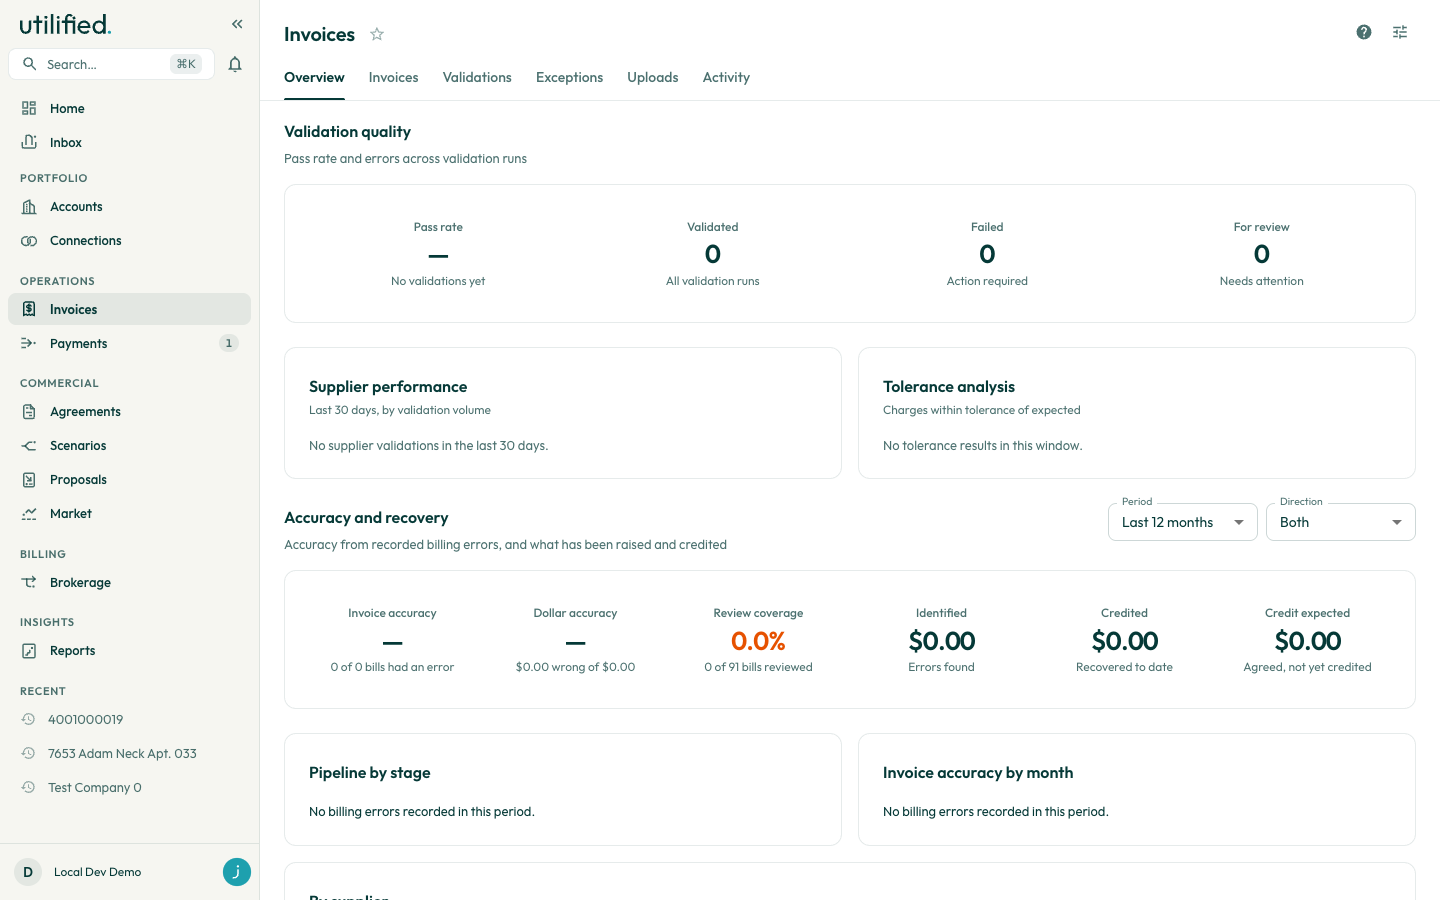 utilified.
Search...
⌘K
Home
Inbox
PORTFOLIO
Accounts
Connections
OPERATIONS
Invoices
Payments
1
COMMERCIAL
Agreements
Scenarios
Proposals
Market
BILLING
Brokerage
INSIGHTS
Reports
RECENT
4001000019
7653 Adam Neck Apt. 033
Test Company 0
D
Local Dev Demo
j
Invoices
Overview
Invoices
Validations
Exceptions
Uploads
Activity
Validation quality
Pass rate and errors across validation runs
Pass rate
—
No validations yet
Validated
0
All validation runs
Failed
0
Action required
For review
0
Needs attention
Supplier performance
Last 30 days, by validation volume
No supplier validations in the last 30 days.
Tolerance analysis
Charges within tolerance of expected
No tolerance results in this window.
Accuracy and recovery
Accuracy from recorded billing errors, and what has been raised and credited
Period
Last 12 months
Direction
Both
Invoice accuracy
—
0 of 0 bills had an error
Dollar accuracy
—
$0.00 wrong of $0.00
Review coverage
0.0%
0 of 91 bills reviewed
Identified
$0.00
Errors found
Credited
$0.00
Recovered to date
Credit expected
$0.00
Agreed, not yet credited
Pipeline by stage
No billing errors recorded in this period.
Invoice accuracy by month
No billing errors recorded in this period.
By supplier